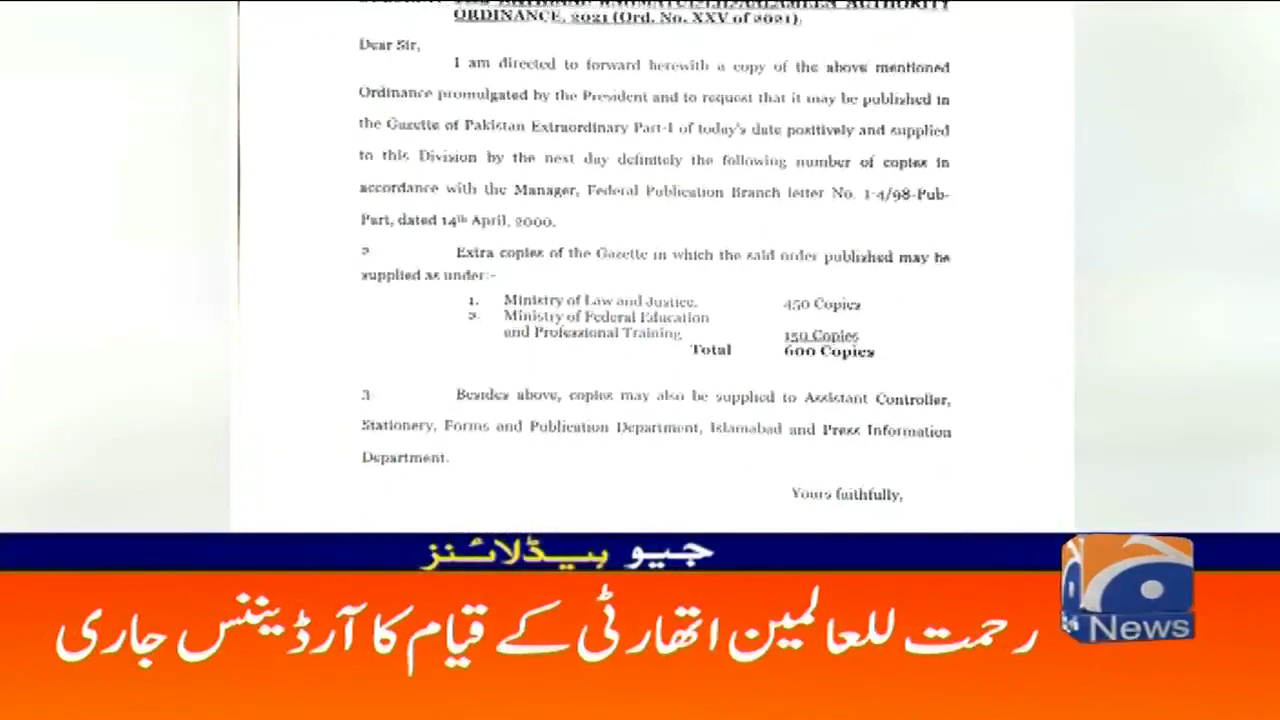 ORDINANCE, 2021 (Ord. No. XXV of 2021).
Dear Sir,
I am directed to forward herewith a copy of the above mentioned
Ordinance promulgated by the President and to request that it may be published in
the Gazette of Pakistan Extraordinary Part-I of today's date positively and supplied
to this Division by the next day definitely the following number of copies in
accordance with the Manager, Federal Publication Branch letter No. 1-4/98-Pub-
Part, dated 14th April, 2000.
2. Extra copies of the Gazette in which the said order published may be
supplied as under:-
1. Ministry of Law and Justice. 450 Copies
2. Ministry of Federal Education
and Professional Training 150 Copies
Total 600 Copies
3. Besides above, copies may also be supplied to Assistant Controller,
Stationery, Forms and Publication Department, Islamabad and Press Information
Department.
Yours faithfully,
جیو ہیڈلائنز
رحمت للعالمین اتھارٹی کے قیام کا آرڈیننس جاری
News